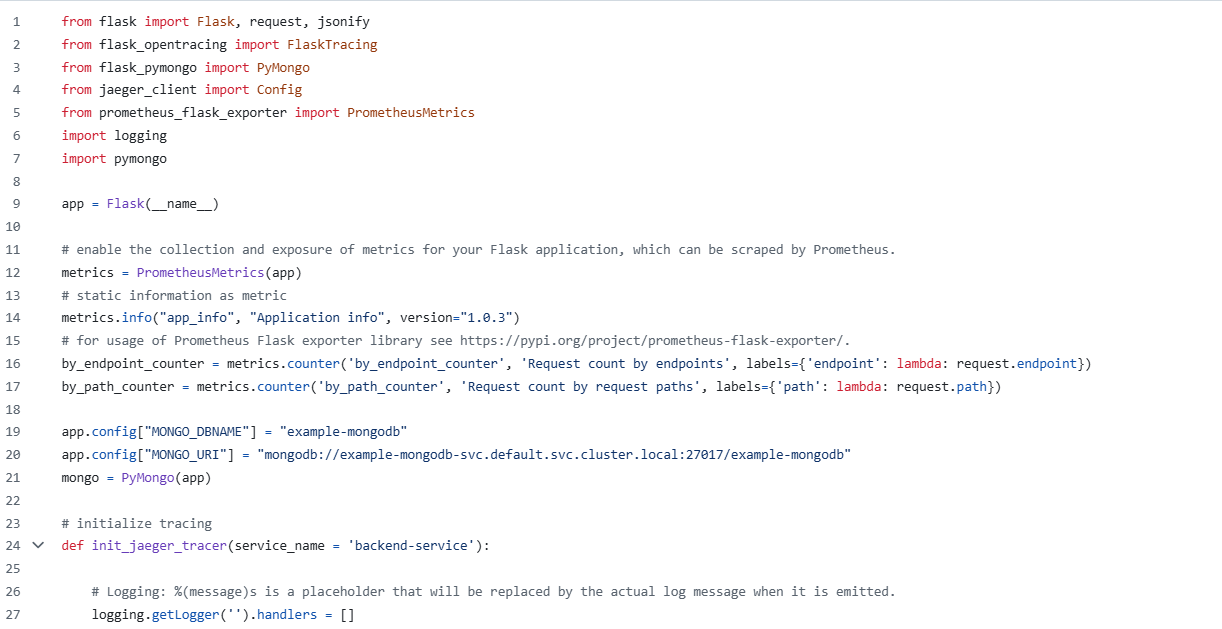 1 from flask import Flask, request, jsonify
2 from flask_opentracing import FlaskTracing
3 from flask_pymongo import PyMongo
4 from jaeger_client import Config
5 from prometheus_flask_exporter import PrometheusMetrics
6 import logging
7 import pymongo
8
9 app = Flask(__name__)
10
11 # enable the collection and exposure of metrics for your Flask application, which can be scraped by Prometheus.
12 metrics = PrometheusMetrics(app)
13 # static information as metric
14 metrics.info("app_info", "Application info", version="1.0.3")
15 # for usage of Prometheus Flask exporter library see https://pypi.org/project/prometheus-flask-exporter/.
16 by_endpoint_counter = metrics.counter('by_endpoint_counter', 'Request count by endpoints', labels={'endpoint': lambda: request.endpoint})
17 by_path_counter = metrics.counter('by_path_counter', 'Request count by request paths', labels={'path': lambda: request.path})
18
19 app.config["MONGO_DBNAME"] = "example-mongodb"
20 app.config["MONGO_URI"] = "mongodb://example-mongodb-svc.default.svc.cluster.local:27017/example-mongodb"
21 mongo = PyMongo(app)
22
23 # initialize tracing
24 def init_jaeger_tracer(service_name = 'backend-service'):
25
26     # Logging: %(message)s is a placeholder that will be replaced by the actual log message when it is emitted.
27     logging.getLogger('').handlers = []